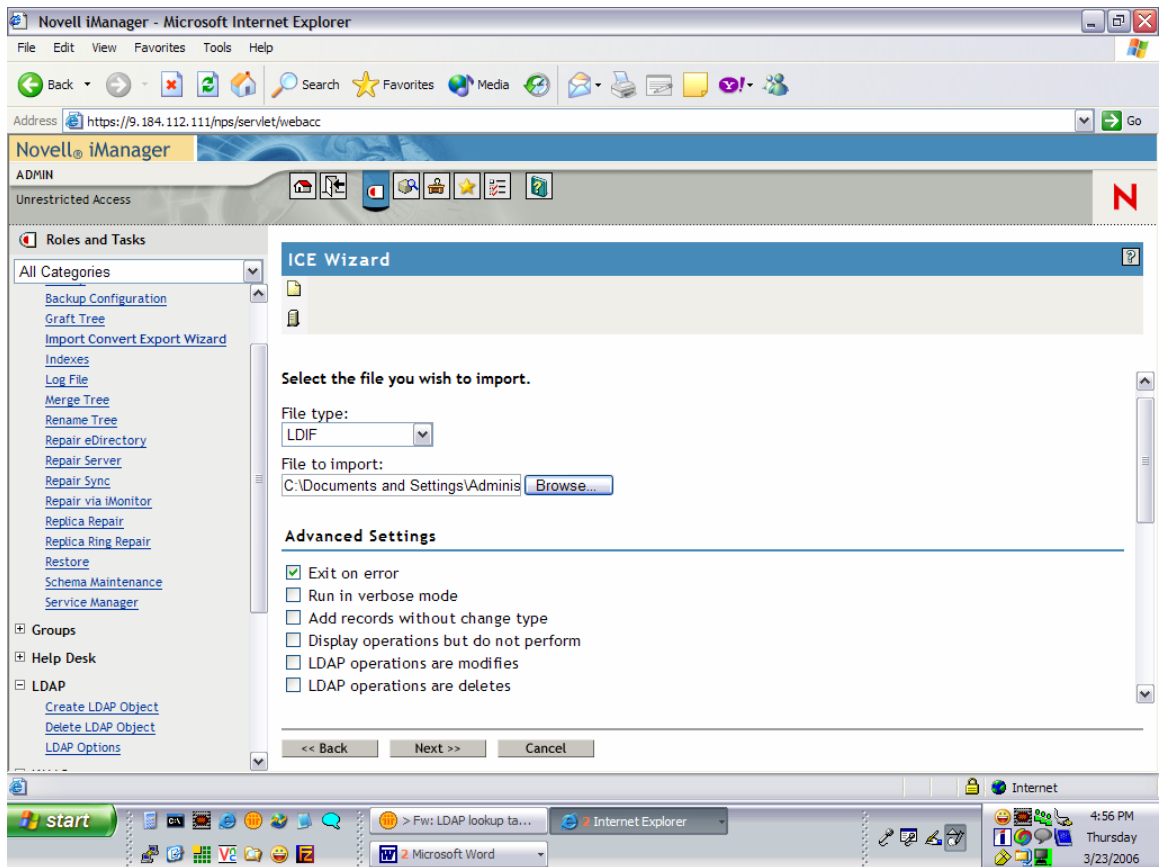 Novell iManager - Microsoft Internet Explorer
File Edit View Favorites Tools Help
Back Search Favorites Media
Address https://9.184.112.111/nps/servlet/webacc Go
Novell® iManager
ADMIN
Unrestricted Access
N
Roles and Tasks
All Categories
Backup Configuration
Graft Tree
Import Convert Export Wizard
Indexes
Log File
Merge Tree
Rename Tree
Repair eDirectory
Repair Server
Repair Sync
Repair via iMonitor
Replica Repair
Replica Ring Repair
Restore
Schema Maintenance
Service Manager
Groups
Help Desk
LDAP
Create LDAP Object
Delete LDAP Object
LDAP Options
ICE Wizard
Select the file you wish to import.
File type:
LDIF
File to import:
C:\Documents and Settings\Adminis Browse...
Advanced Settings
Exit on error
Run in verbose mode
Add records without change type
Display operations but do not perform
LDAP operations are modifies
LDAP operations are deletes
<< Back Next >> Cancel
Internet
start
> Fw: LDAP lookup ta...
2 Internet Explorer
2 Microsoft Word
4:56 PM
Thursday
3/23/2006